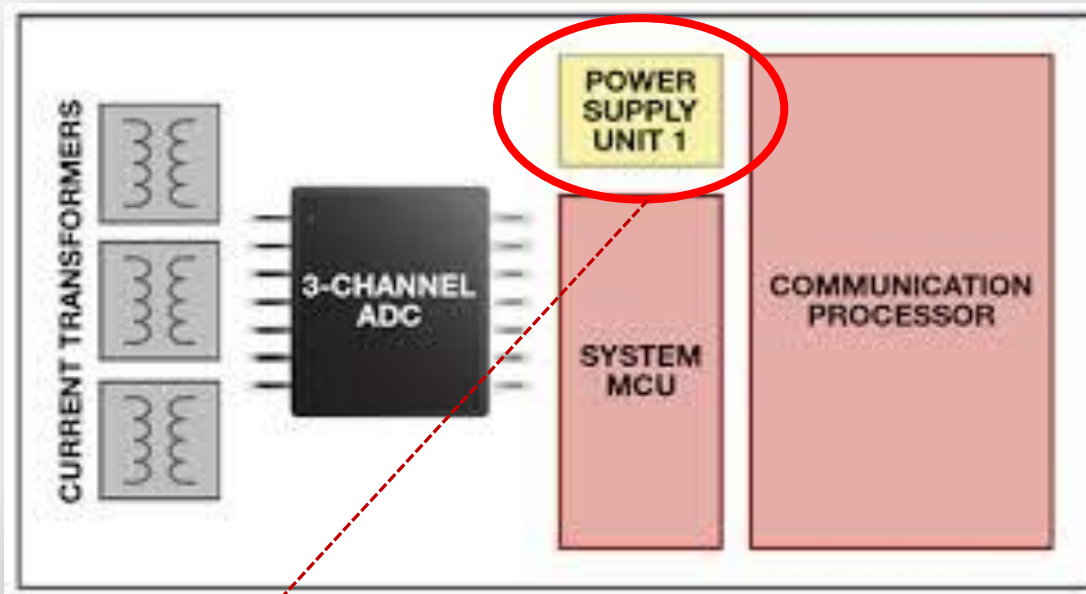 CURRENT TRANSFORMERS
3-CHANNEL
ADC
POWER
SUPPLY
UNIT 1
SYSTEM
MCU
COMMUNICATION
PROCESSOR